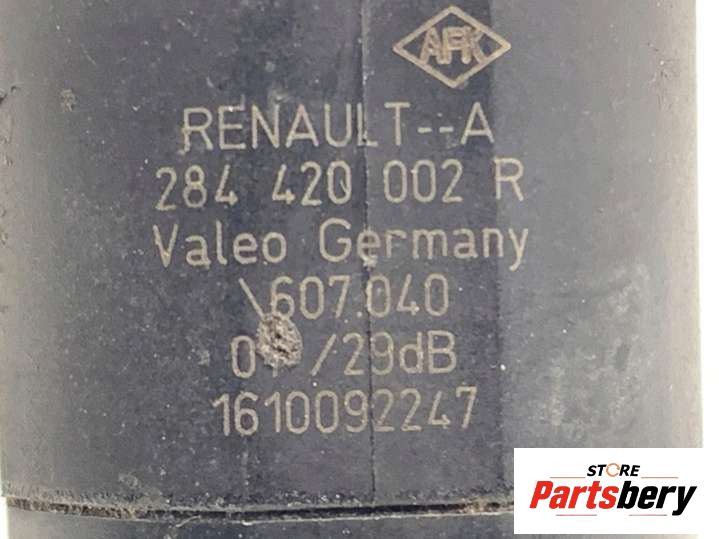 AFK
RENAULT--A
284 420 002 R
Valeo Germany
\607.040
/29dB
1610092247
STORE
Partsbery